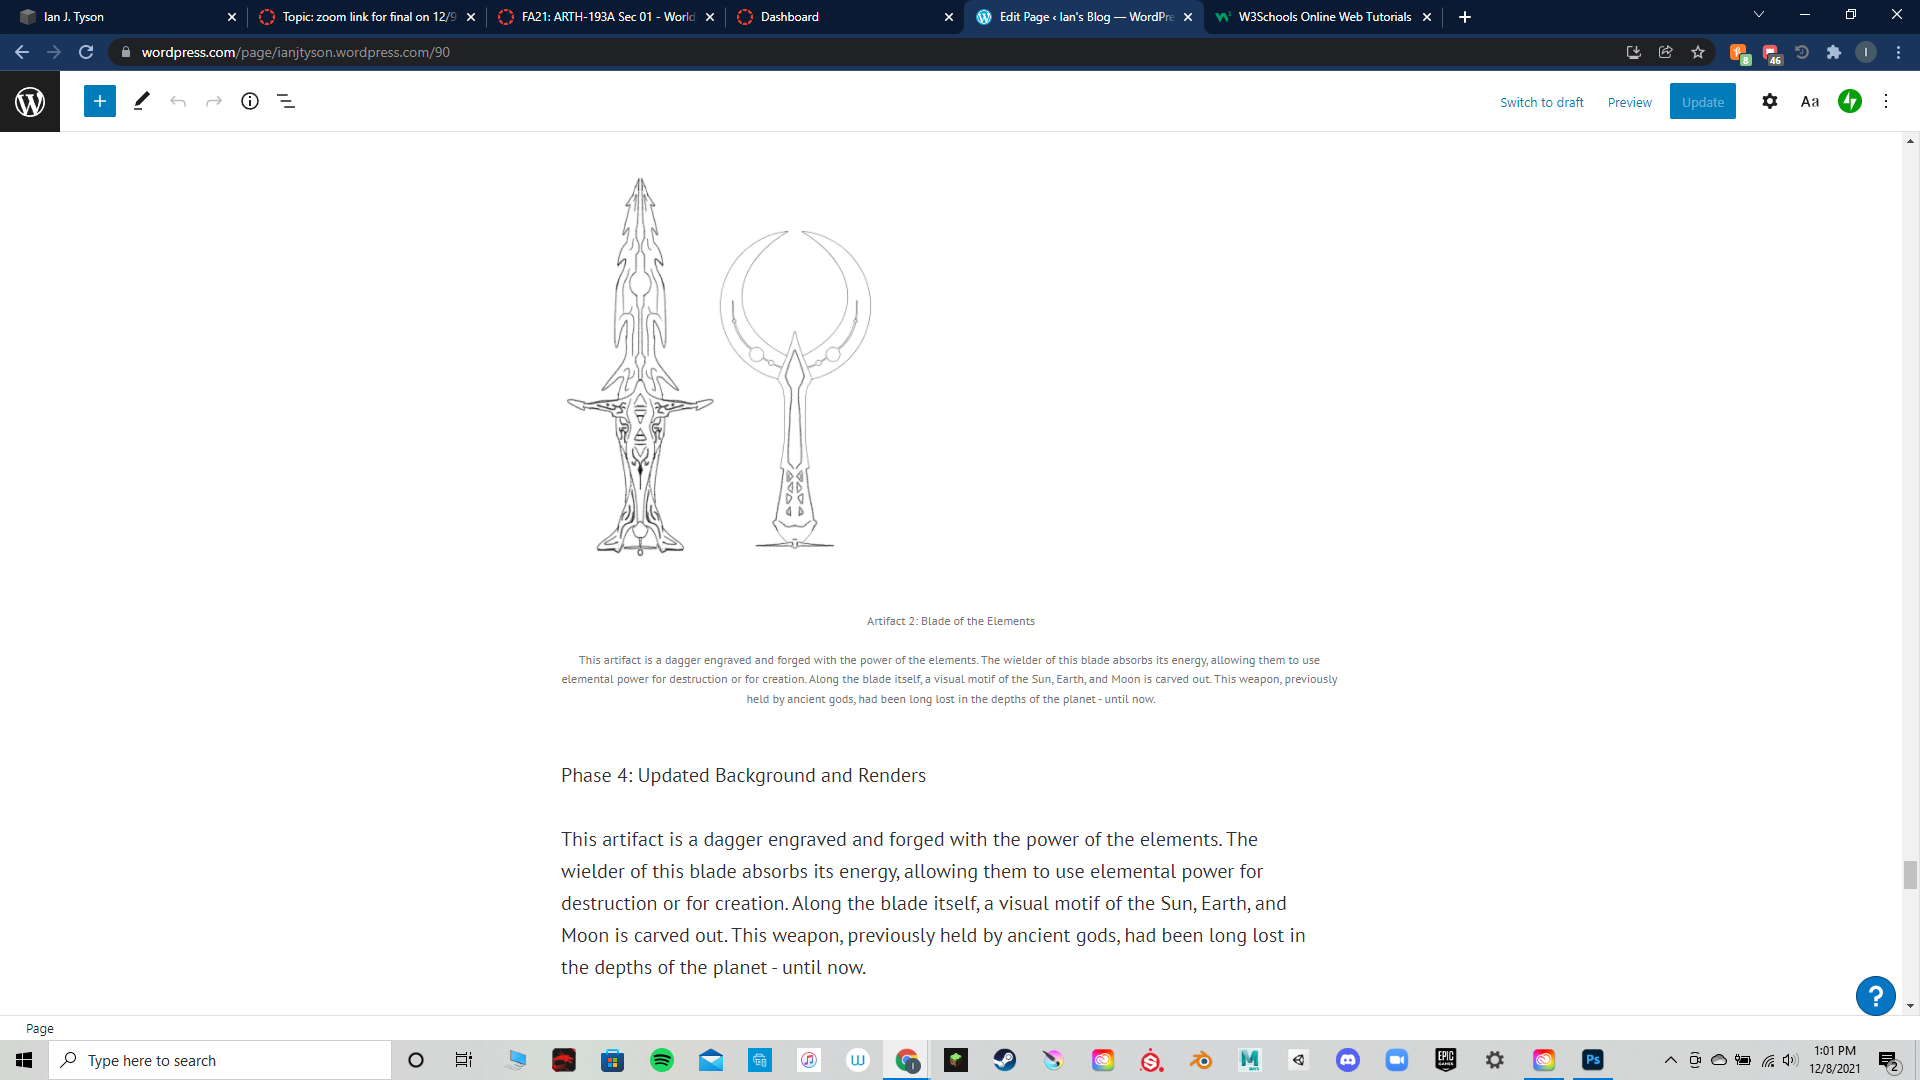 Ian J. Tyson
Topic: zoom link for final on 12/9
FA21: ARTH-193A Sec 01 - World
Dashboard
Edit Page ‹ Ian's Blog — WordPre
W3Schools Online Web Tutorials
wordpress.com/page/ianjtyson.wordpress.com/90
8
46
I
Switch to draft
Preview
Update
Aa
Artifact 2: Blade of the Elements
This artifact is a dagger engraved and forged with the power of the elements. The wielder of this blade absorbs its energy, allowing them to use
elemental power for destruction or for creation. Along the blade itself, a visual motif of the Sun, Earth, and Moon is carved out. This weapon, previously
held by ancient gods, had been long lost in the depths of the planet - until now.
Phase 4: Updated Background and Renders
This artifact is a dagger engraved and forged with the power of the elements. The
wielder of this blade absorbs its energy, allowing them to use elemental power for
destruction or for creation. Along the blade itself, a visual motif of the Sun, Earth, and
Moon is carved out. This weapon, previously held by ancient gods, had been long lost in
the depths of the planet - until now.
?
Page
Type here to search
W
I
M
EPIC
GAMES
Ps
1:01 PM
12/8/2021
2